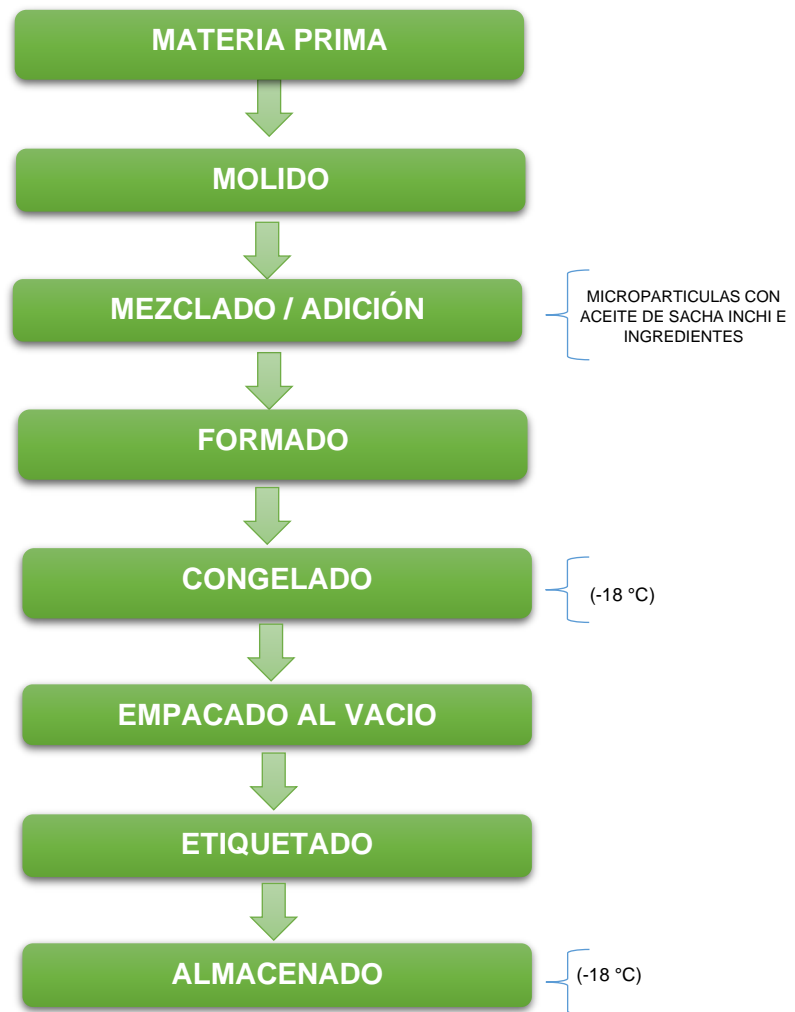 MATERIA PRIMA
MOLIDO
MEZCLADO / ADICIÓN
MICROPARTICULAS CON
ACEITE DE SACHA INCHI E
INGREDIENTES
FORMADO
CONGELADO
(-18 °C)
EMPACADO AL VACIO
ETIQUETADO
ALMACENADO
(-18 °C)